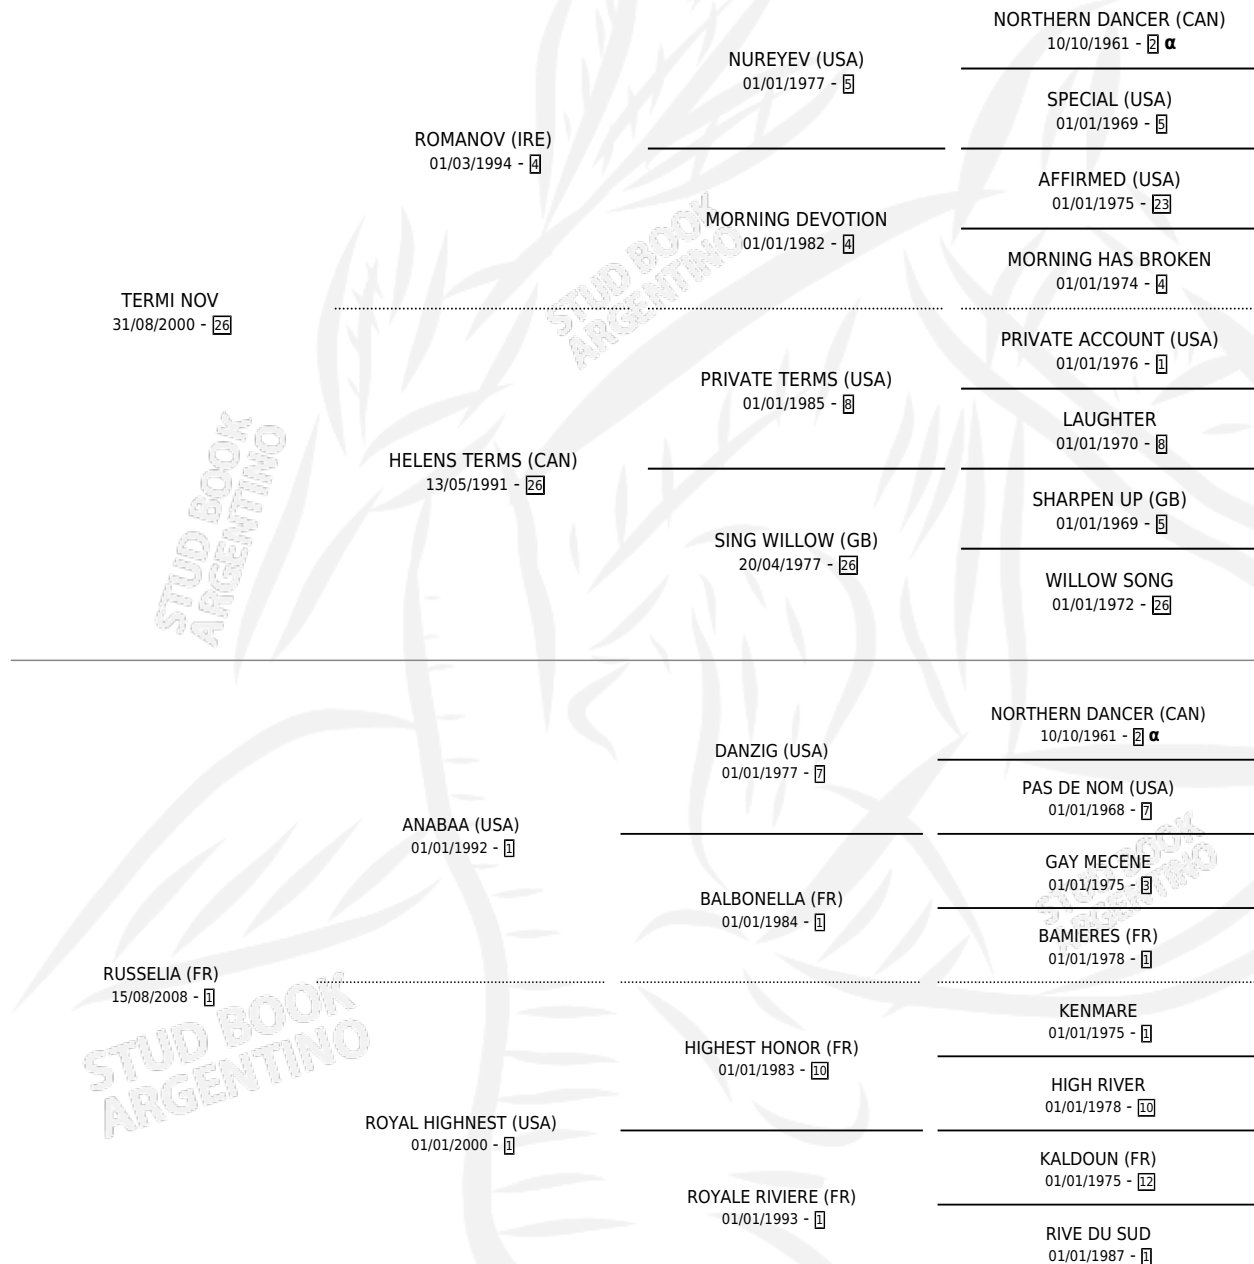 NORTHERN DANCER (CAN)
10/10/1961 - 2 α
NUREYEV (USA)
01/01/1977 - 5
SPECIAL (USA)
01/01/1969 - 5
ROMANOV (IRE)
01/03/1994 - 4
AFFIRMED (USA)
01/01/1975 - 23
MORNING DEVOTION
01/01/1982 - 4
MORNING HAS BROKEN
01/01/1974 - 4
TERMI NOV
31/08/2000 - 26
PRIVATE ACCOUNT (USA)
01/01/1976 - 1
PRIVATE TERMS (USA)
01/01/1985 - 8
LAUGHTER
01/01/1970 - 8
HELENS TERMS (CAN)
13/05/1991 - 26
SHARPEN UP (GB)
01/01/1969 - 5
SING WILLOW (GB)
20/04/1977 - 26
WILLOW SONG
01/01/1972 - 26
STUD BOOK
ARGENTINO
STUD BOOK
ARGENTINO
NORTHERN DANCER (CAN)
10/10/1961 - 2 α
DANZIG (USA)
01/01/1977 - 7
PAS DE NOM (USA)
01/01/1968 - 7
ANABAA (USA)
01/01/1992 - 1
GAY MECENE
01/01/1975 - 3
BALBONELLA (FR)
01/01/1984 - 1
BAMIERES (FR)
01/01/1978 - 1
RUSSELIA (FR)
15/08/2008 - 1
KENMARE
01/01/1975 - 1
HIGHEST HONOR (FR)
01/01/1983 - 10
HIGH RIVER
01/01/1978 - 10
ROYAL HIGHNEST (USA)
01/01/2000 - 1
KALDOUN (FR)
01/01/1975 - 12
ROYALE RIVIERE (FR)
01/01/1993 - 1
RIVE DU SUD
01/01/1987 - 1
STUD BOOK
ARGENTINO
STUD BOOK
ARGENTINO